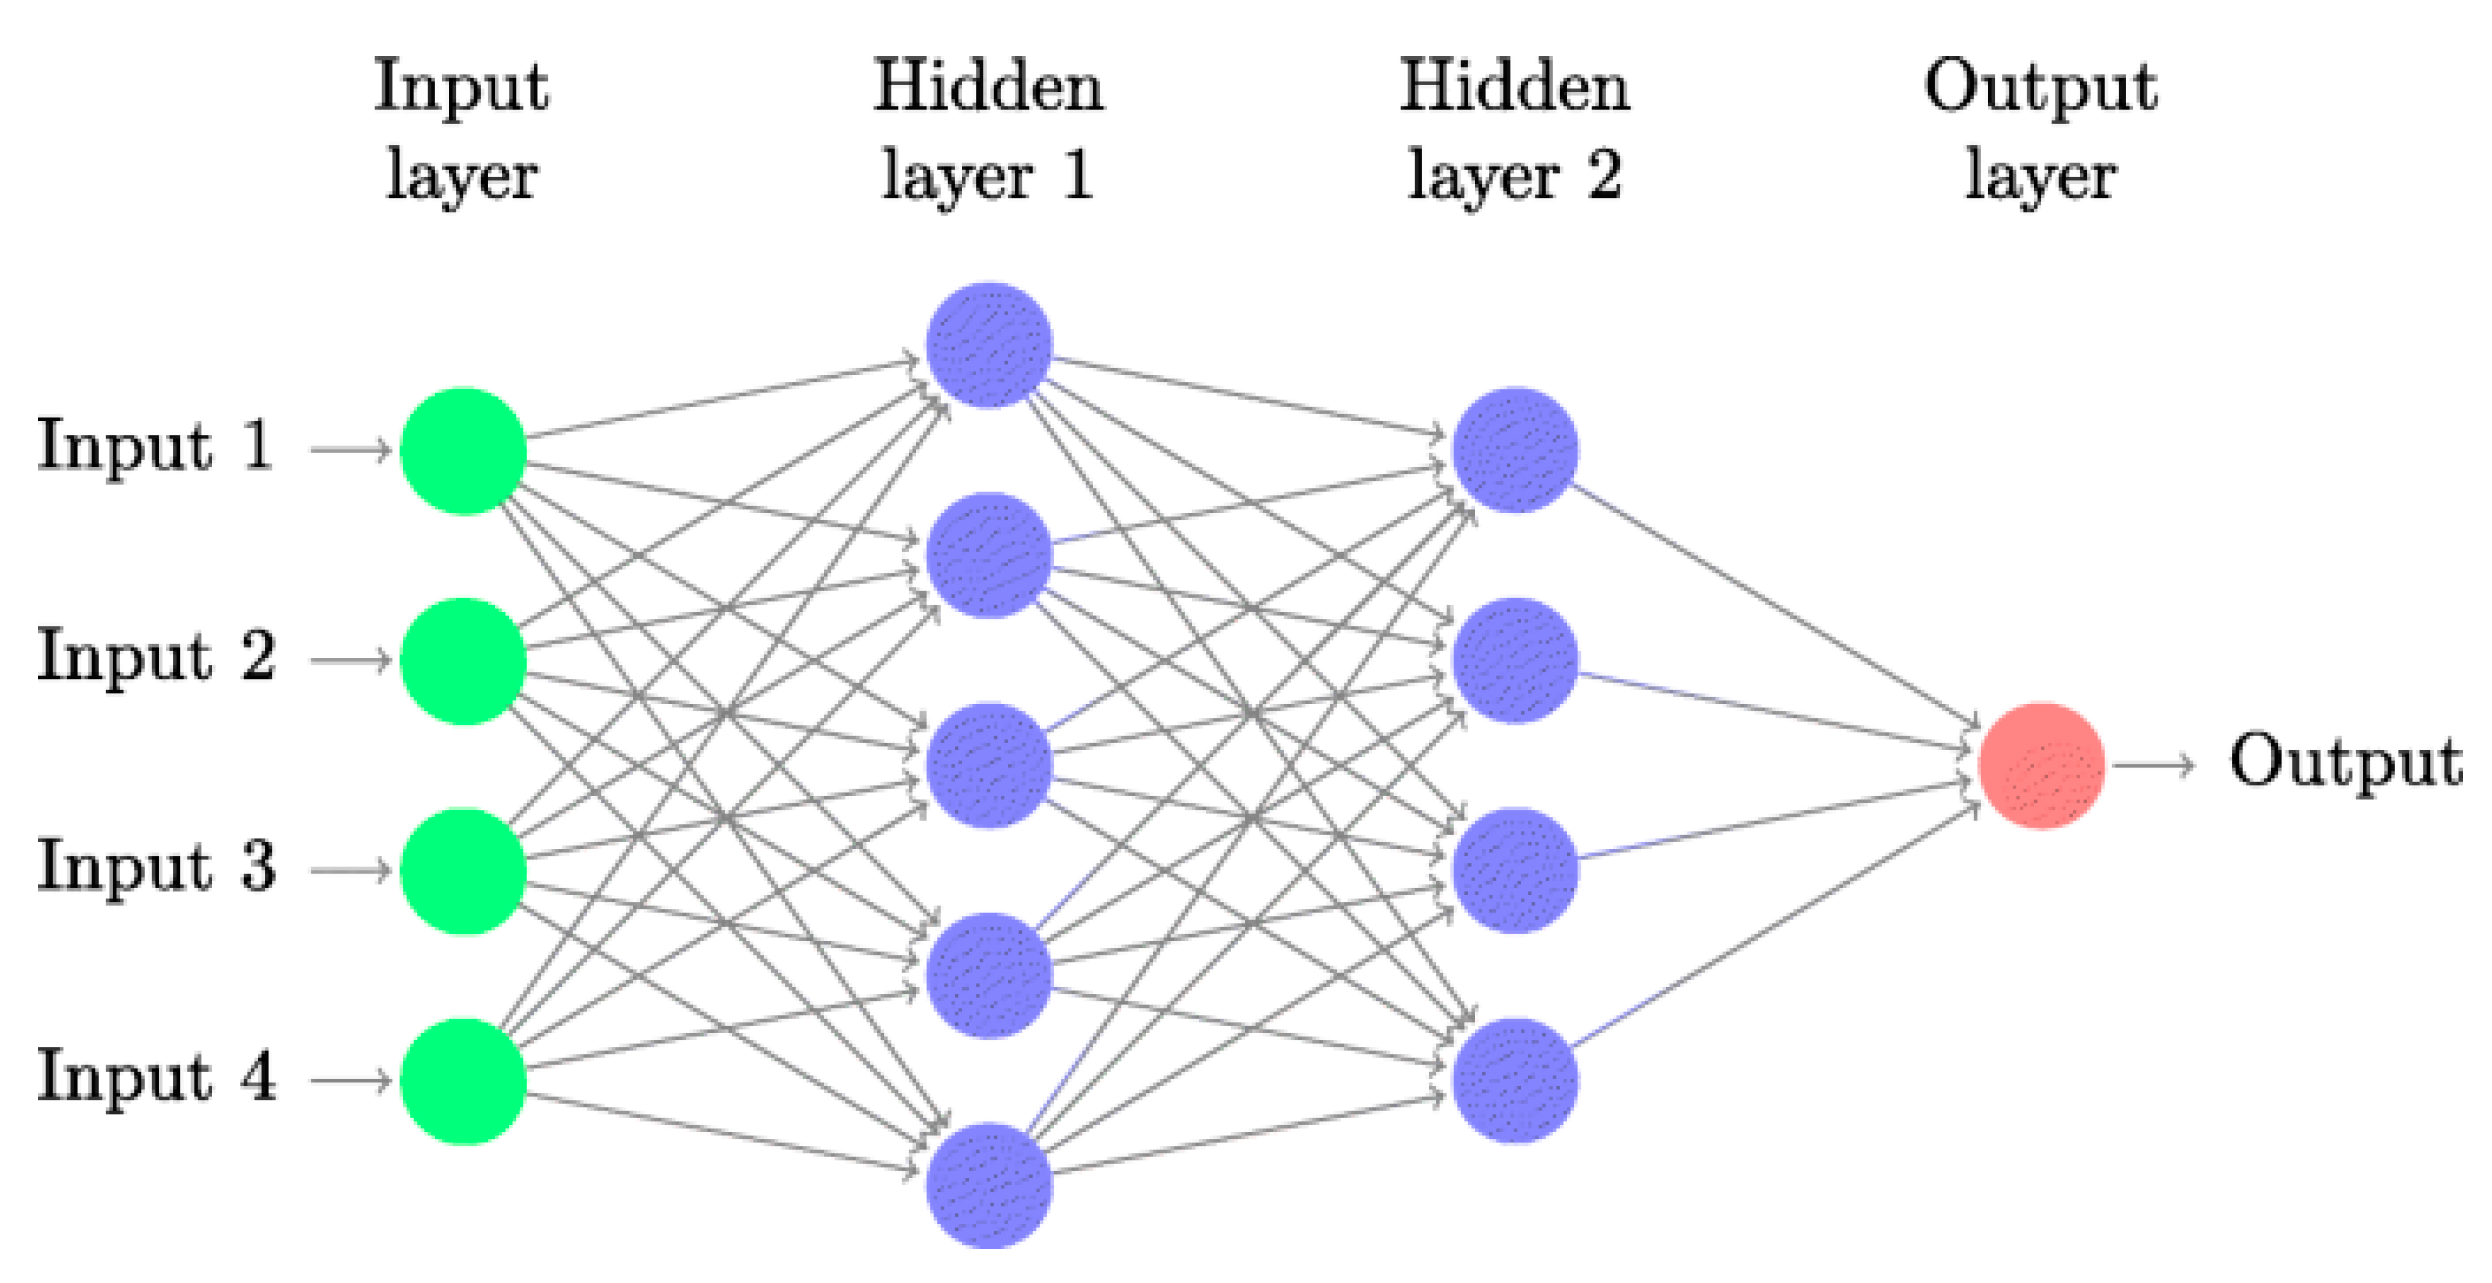 Input
layer
Hidden
layer 1
Hidden
layer 2
Output
layer
Input 1
Input 2
Input 3
Input 4
Output